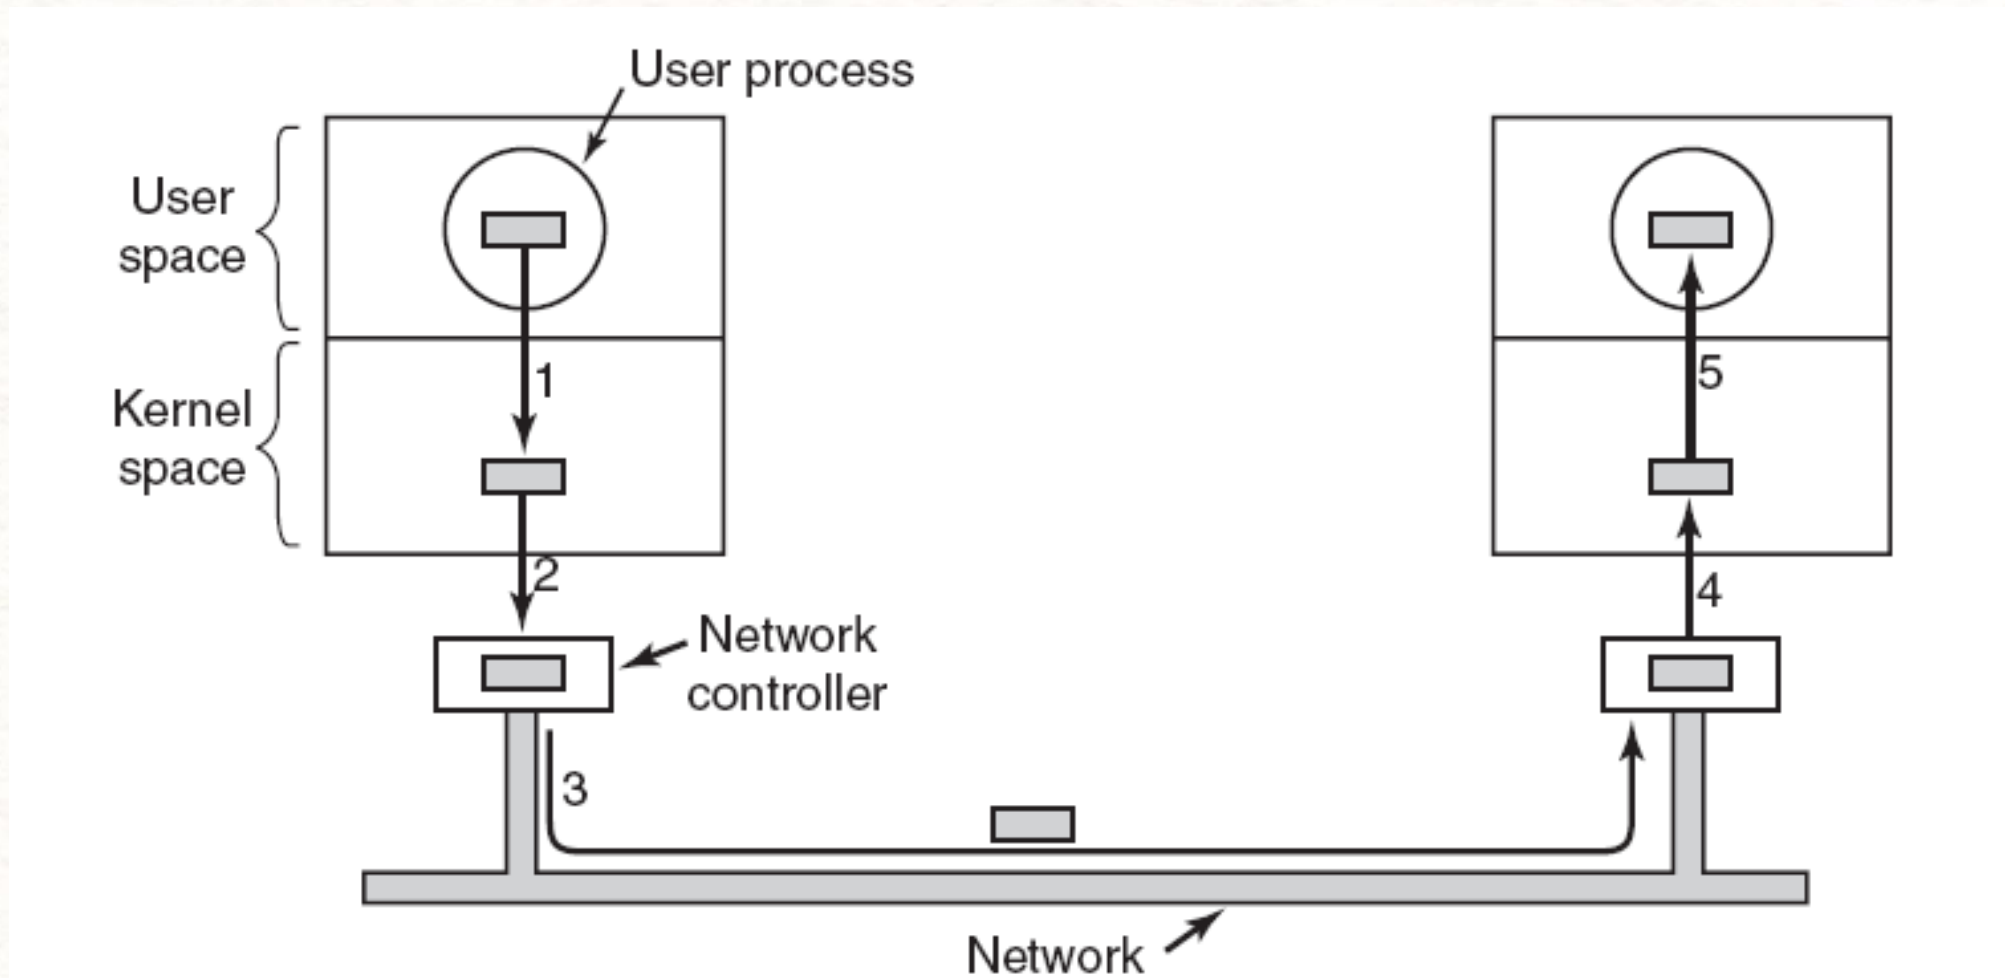 User process
User
space
1
5
Kernel
space
2
4
Network
controller
3
Network